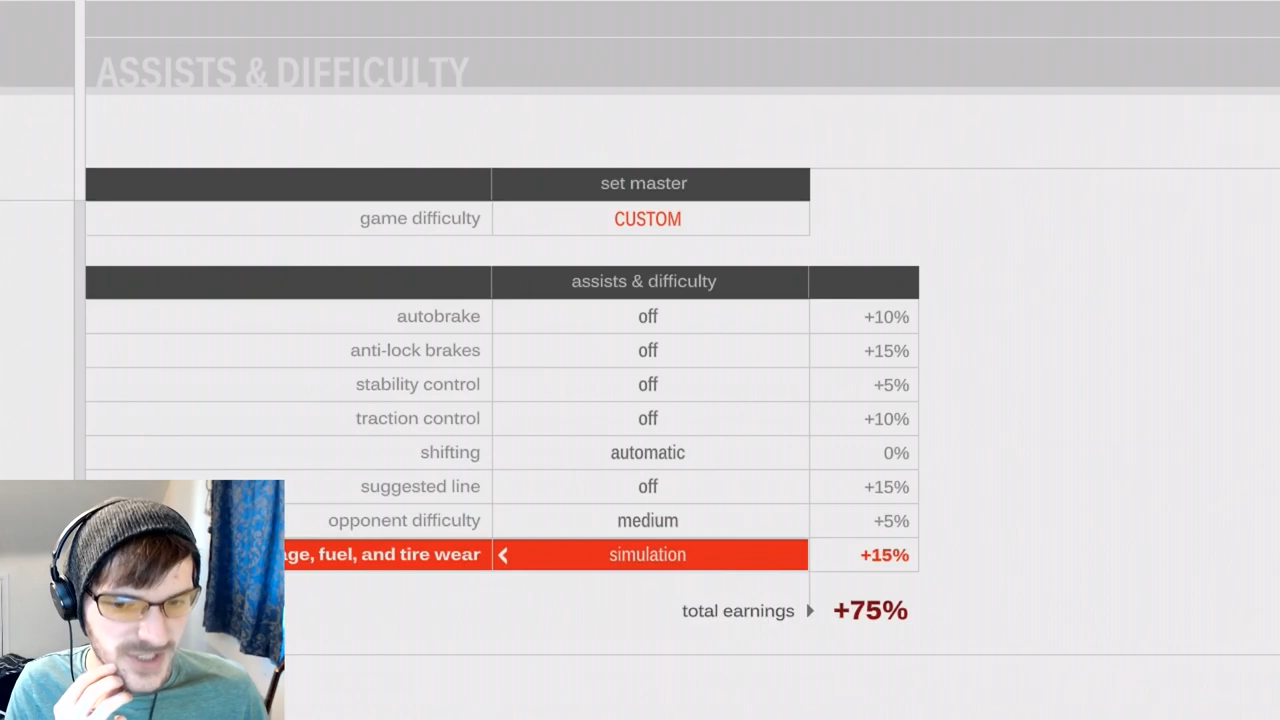 ASSISTS & DIFFICULTY
set master
game difficulty CUSTOM
assists & difficulty
autobrake off +10%
anti-lock brakes off +15%
stability control off +5%
traction control off +10%
shifting automatic 0%
suggested line off +15%
opponent difficulty medium +5%
fuel, and tire wear simulation +15%
total earnings +75%